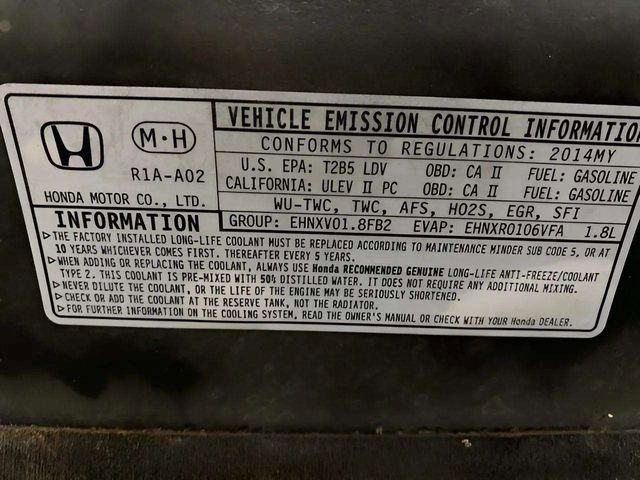 M·H
R1A-A02
HONDA MOTOR CO., LTD.
VEHICLE EMISSION CONTROL INFORMATION
CONFORMS TO REGULATIONS: 2014MY
U.S. EPA: T2B5 LDV OBD: CA II FUEL: GASOLINE
CALIFORNIA: ULEV II PC OBD: CA II FUEL: GASOLINE
WU-TWC, TWC, AFS, HO2S, EGR, SFI
GROUP: EHNXV01.8FB2 EVAP: EHNXR0106VFA 1.8L
INFORMATION
▷THE FACTORY INSTALLED LONG-LIFE COOLANT MUST BE REPLACED ACCORDING TO MAINTENANCE MINDER SUB CODE 5, OR AT
10 YEARS WHICHEVER COMES FIRST, THEREAFTER EVERY 5 YEARS.
▷WHEN ADDING OR REPLACING THE COOLANT, ALWAYS USE Honda RECOMMENDED GENUINE LONG-LIFE ANTI-FREEZE/COOLANT
TYPE 2. THIS COOLANT IS PRE-MIXED WITH 50% DISTILLED WATER. IT DOES NOT REQUIRE ANY ADDITIONAL MIXING.
▷NEVER DILUTE THE COOLANT, OR THE LIFE OF THE ENGINE MAY BE SERIOUSLY SHORTENED.
▷CHECK OR ADD COOLANT AT THE RESERVE TANK, NOT THE RADIATOR.
▷FOR FURTHER INFORMATION ON THE COOLING SYSTEM, READ THE OWNER'S MANUAL OR CHECK WITH YOUR Honda DEALER.